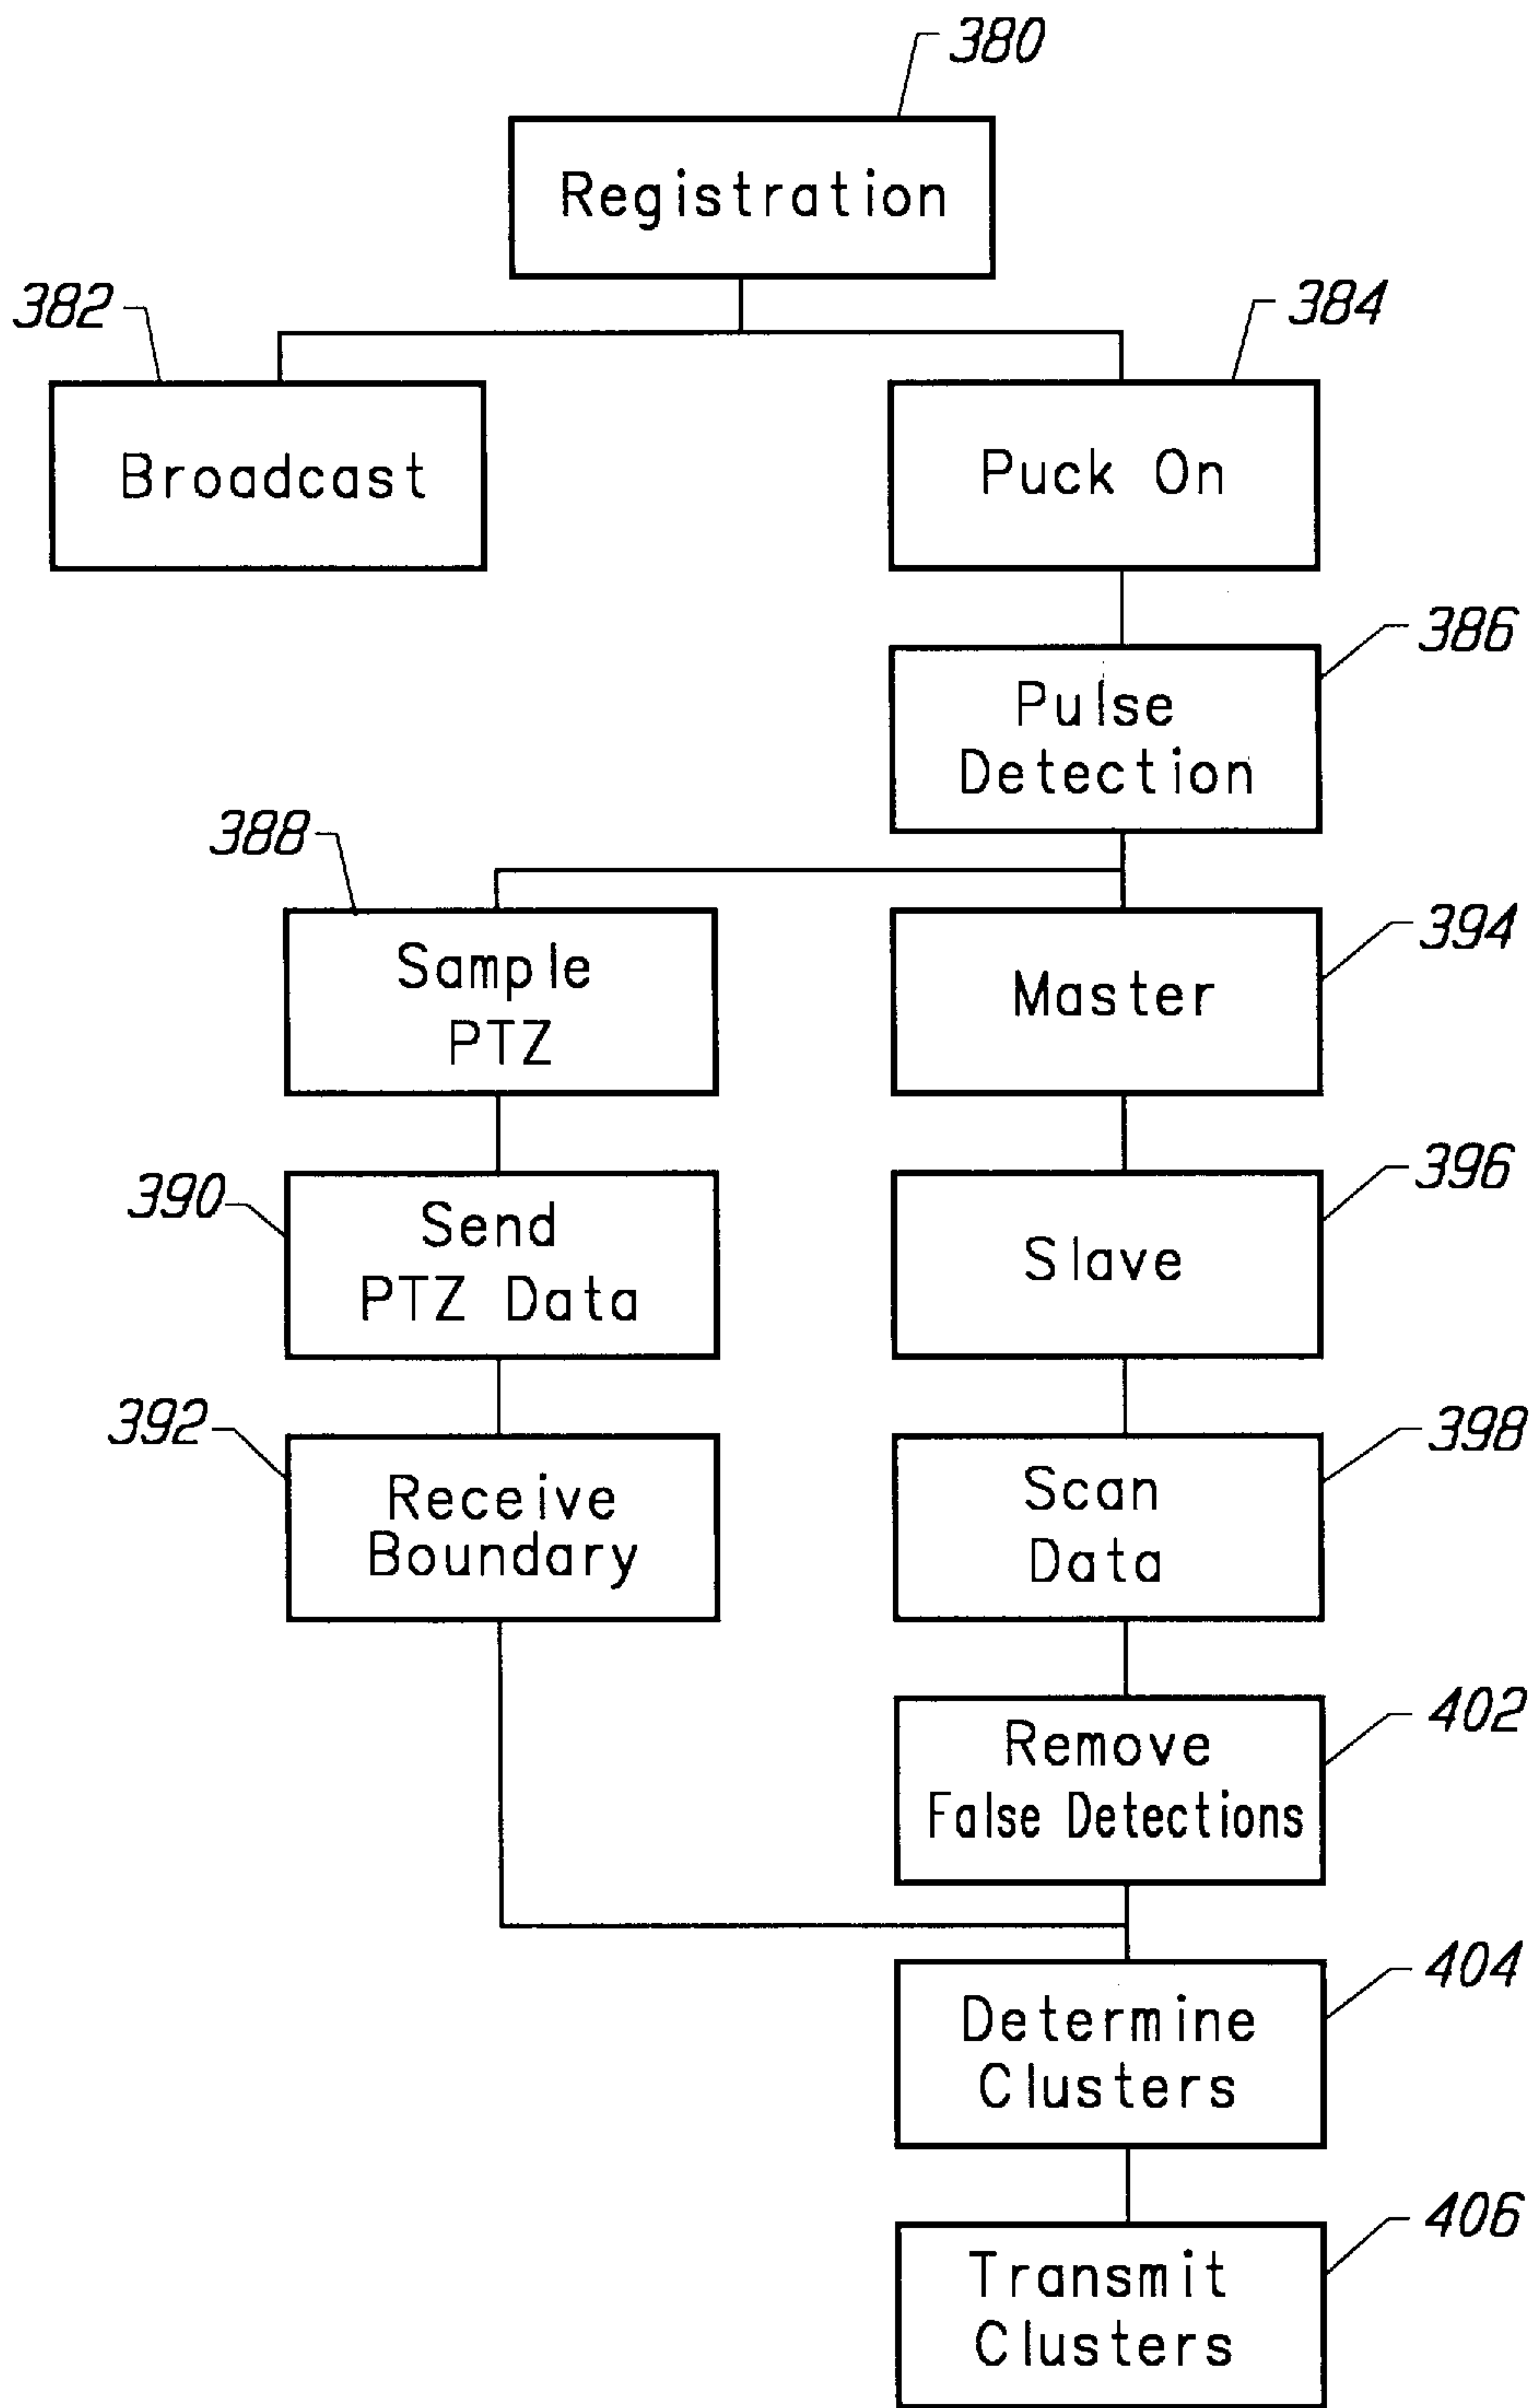 380
Registration
382
384
Broadcast
Puck On
386
Pulse
Detection
388
394
Sample
PTZ
Master
390
396
Send
PTZ Data
Slave
392
398
Receive
Boundary
Scan
Data
402
Remove
False Detections
404
Determine
Clusters
406
Transmit
Clusters